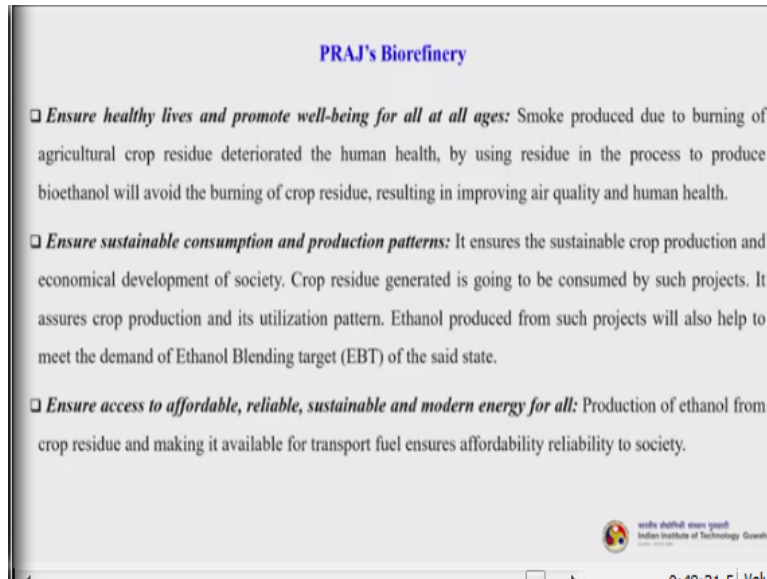 PRAJ's Biorefinery
❑ Ensure healthy lives and promote well-being for all at all ages: Smoke produced due to burning of
agricultural crop residue deteriorated the human health, by using residue in the process to produce
bioethanol will avoid the burning of crop residue, resulting in improving air quality and human health.
❑ Ensure sustainable consumption and production patterns: It ensures the sustainable crop production and
economical development of society. Crop residue generated is going to be consumed by such projects. It
assures crop production and its utilization pattern. Ethanol produced from such projects will also help to
meet the demand of Ethanol Blending target (EBT) of the said state.
❑ Ensure access to affordable, reliable, sustainable and modern energy for all: Production of ethanol from
crop residue and making it available for transport fuel ensures affordability reliability to society.
Indian Institute of Technology Guwah